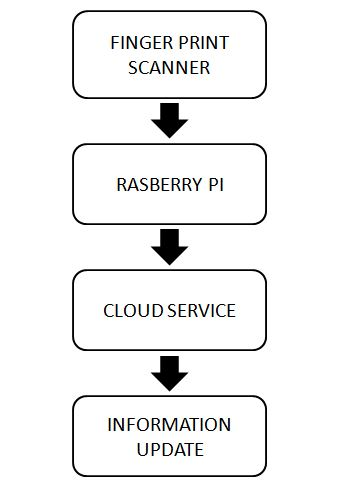 FINGER PRINT
SCANNER
RASBERRY PI
CLOUD SERVICE
INFORMATION
UPDATE